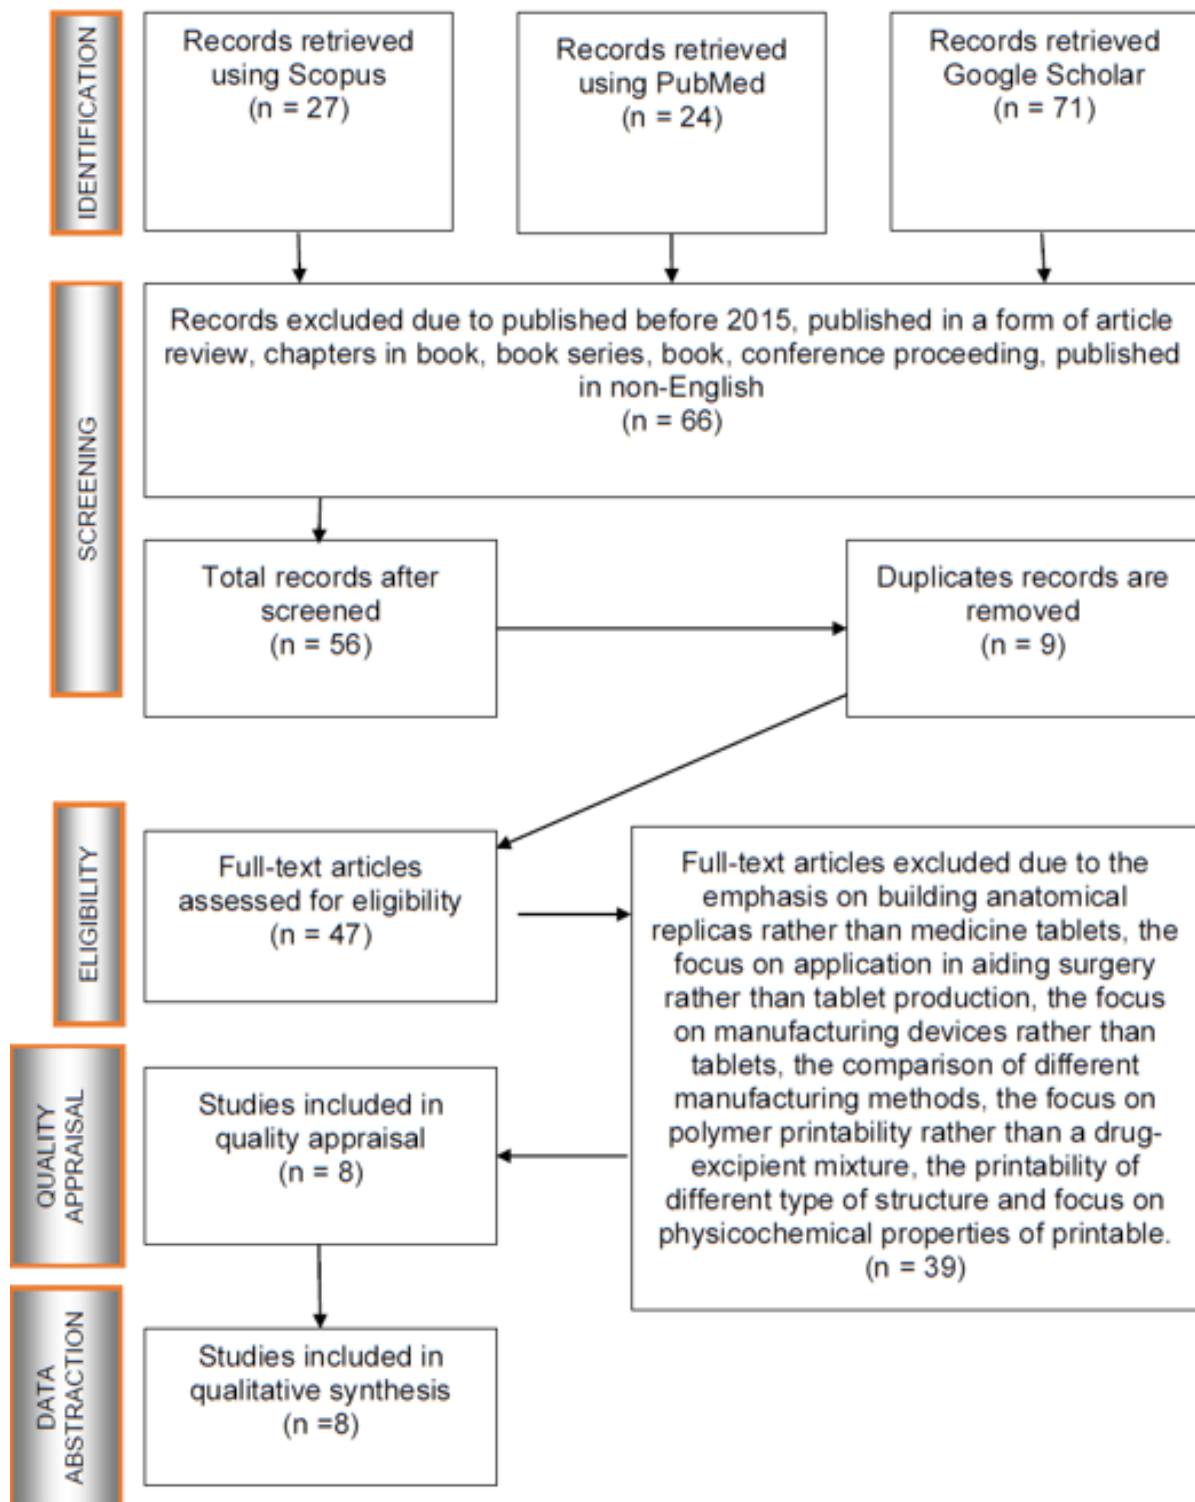 IDENTIFICATION
Records retrieved
using Scopus
(n = 27)
Records retrieved
using PubMed
(n = 24)
Records retrieved
Google Scholar
(n = 71)
SCREENING
Records excluded due to published before 2015, published in a form of article
review, chapters in book, book series, book, conference proceeding, published
in non-English
(n = 66)
Total records after
screened
(n = 56)
Duplicates records are
removed
(n = 9)
ELIGIBILITY
Full-text articles
assessed for eligibility
(n = 47)
Full-text articles excluded due to the
emphasis on building anatomical
replicas rather than medicine tablets, the
focus on application in aiding surgery
rather than tablet production, the focus
on manufacturing devices rather than
tablets, the comparison of different
manufacturing methods, the focus on
polymer printability rather than a drug-
excipient mixture, the printability of
different type of structure and focus on
physicochemical properties of printable.
(n = 39)
QUALITY
APPRAISAL
Studies included in
quality appraisal
(n = 8)
DATA
ABSTRACTION
Studies included in
qualitative synthesis
(n =8)